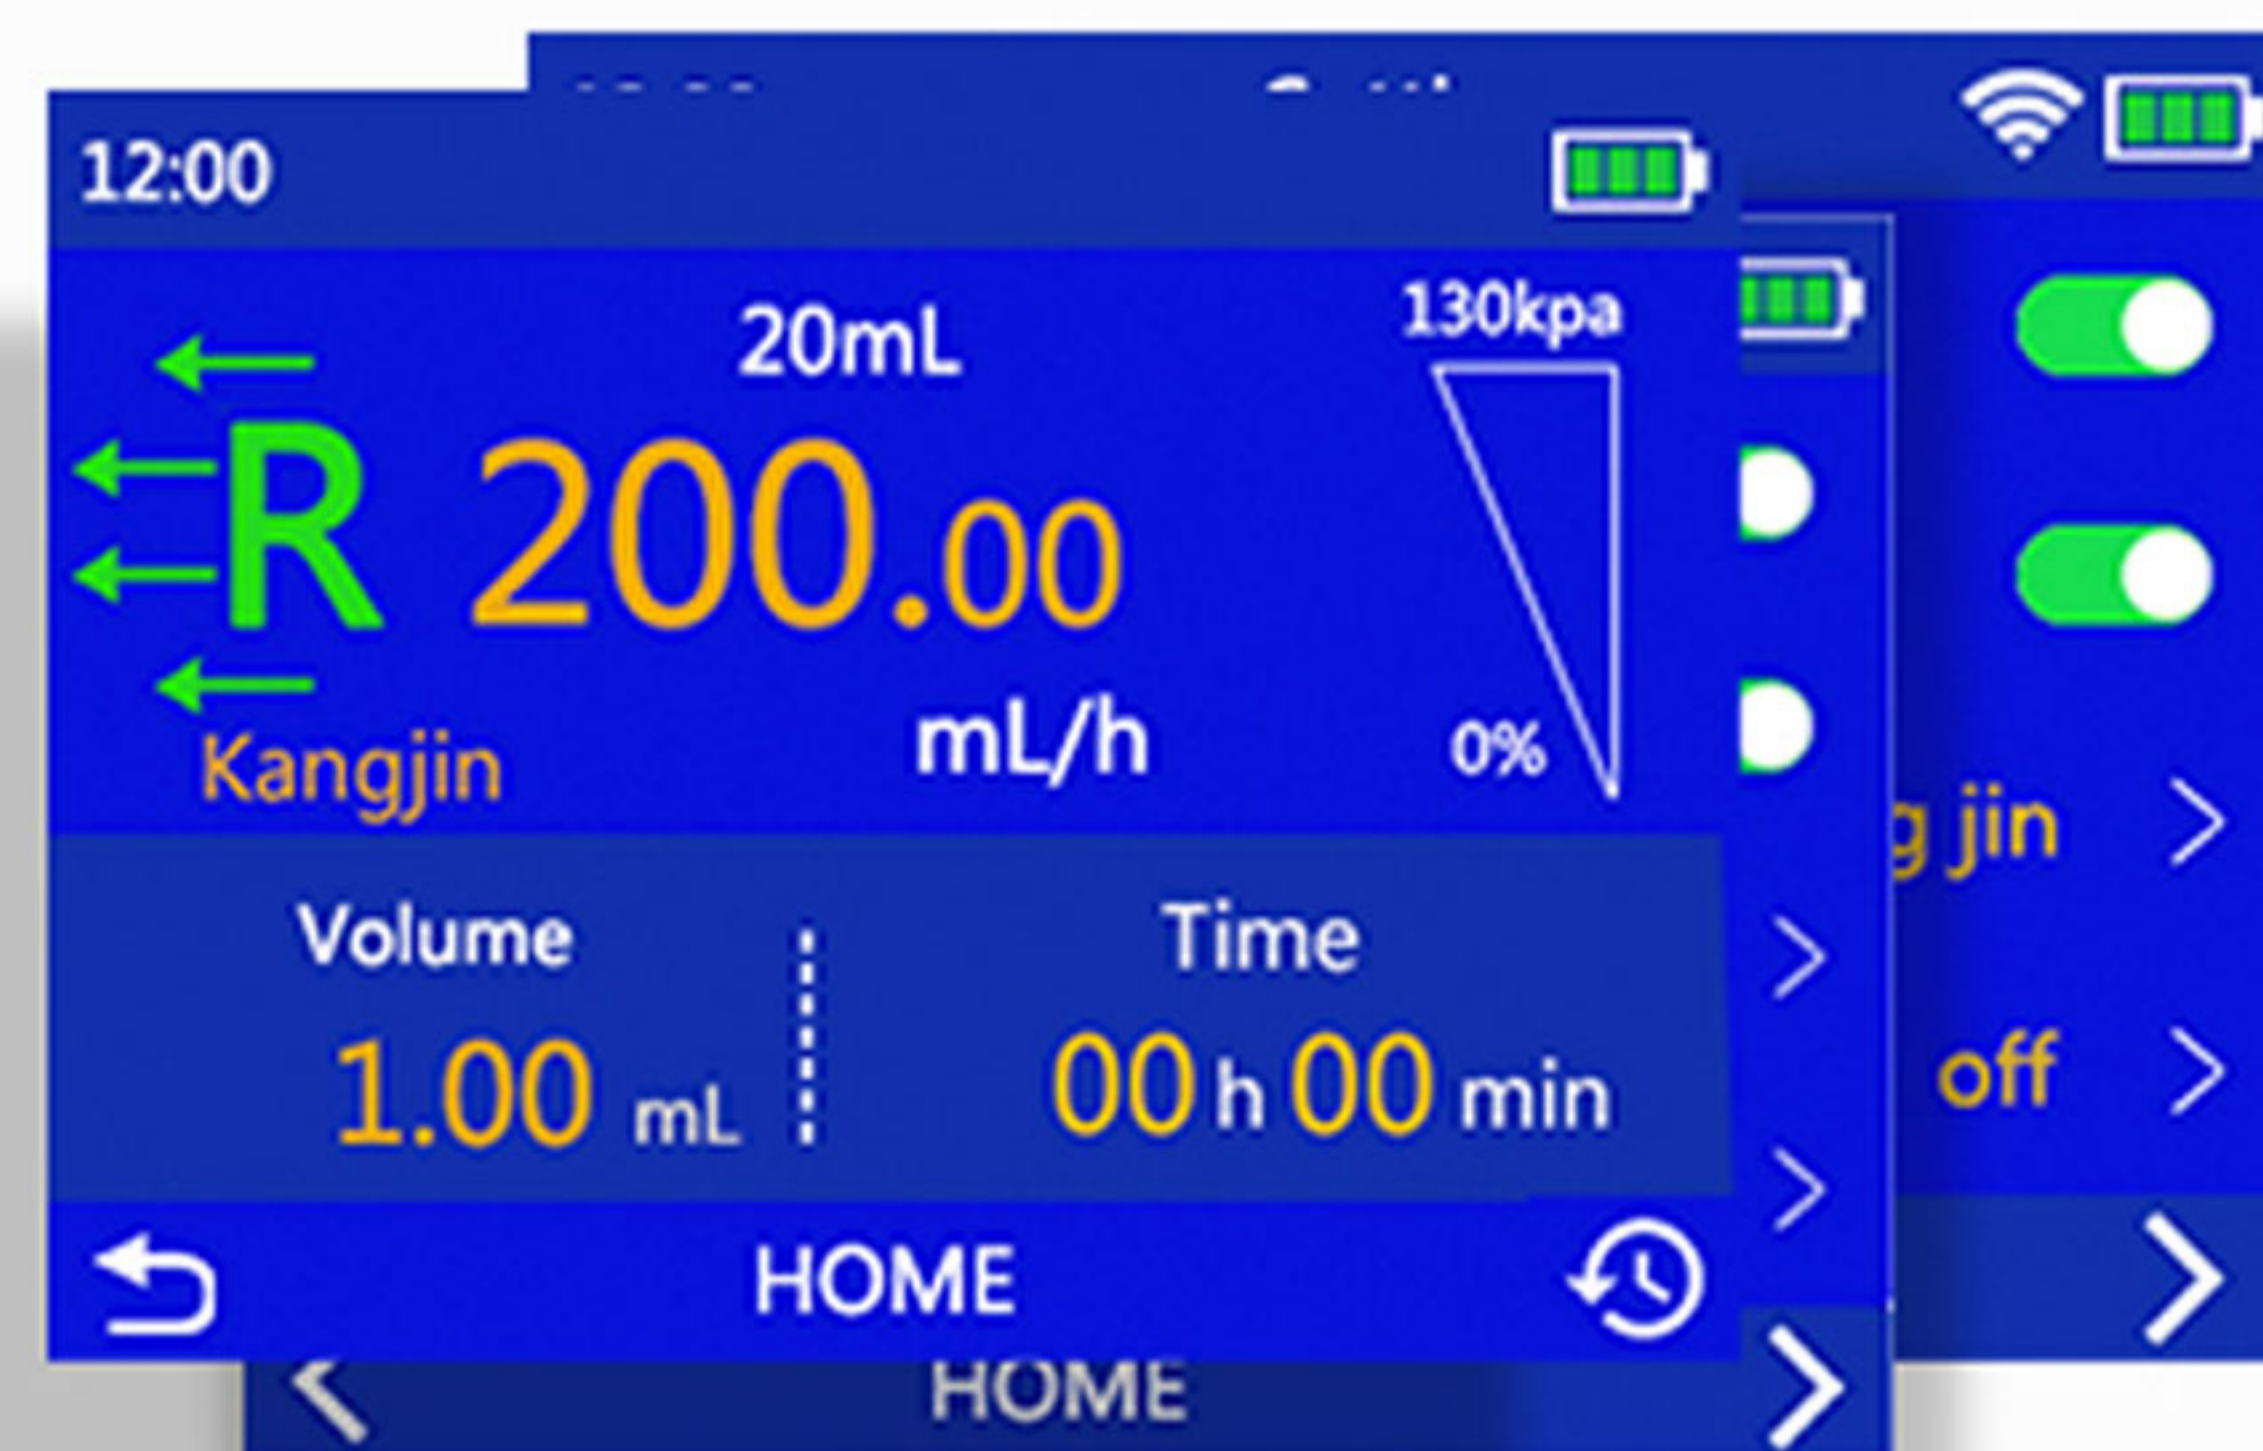 12:00
20mL
130kpa
R 200.00
mL/h
0%
Kangjin
g jin
Volume
Time
off
1.00 mL
00 h 00 min
HOME
HOME